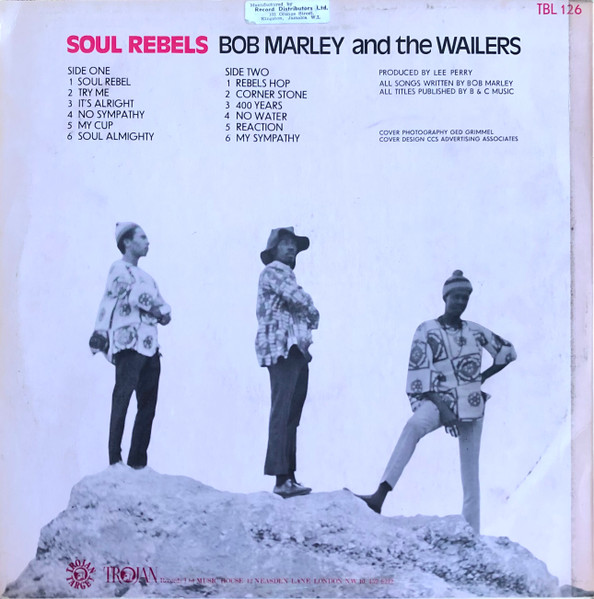 Manufactured by
Record Distributors Ltd.
Kingston, Jamaica W.I.
TBL 126
SOUL REBELS BOB MARLEY and the WAILERS
SIDE ONE
1 SOUL REBEL
2 TRY ME
3 IT'S ALRIGHT
4 NO SYMPATHY
5 MY CUP
6 SOUL ALMIGHTY
SIDE TWO
1 REBELS HOP
2 CORNER STONE
3 400 YEARS
4 NO WATER
5 REACTION
6 MY SYMPATHY
PRODUCED BY LEE PERRY
ALL SONGS WRITTEN BY BOB MARLEY
ALL TITLES PUBLISHED BY B & C MUSIC
COVER PHOTOGRAPHY GED GRIMMEL
COVER DESIGN CCS ADVERTISING ASSOCIATES
TROJAN
TROJAN MUSIC HOUSE 12 NEASDEN LANE LONDON